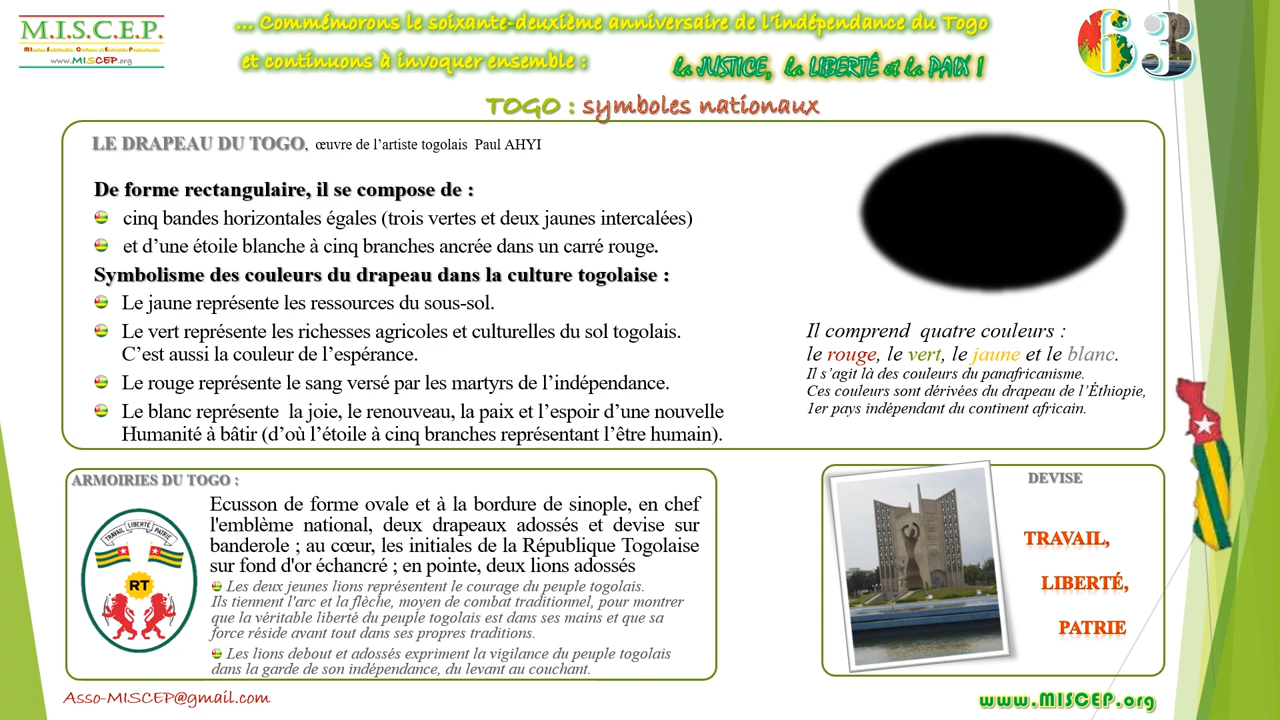 M.I.S.C.E.P.
www.MISCEP.org
... Commémorons le soixante-deuxième anniversaire de l'indépendance du Togo
et continuons à invoquer ensemble :
la JUSTICE, la LIBERTÉ et la PAIX !
63
TOGO : symboles nationaux
LE DRAPEAU DU TOGO, œuvre de l'artiste togolais Paul AHYI
De forme rectangulaire, il se compose de :
cinq bandes horizontales égales (trois vertes et deux jaunes intercalées)
et d'une étoile blanche à cinq branches ancrée dans un carré rouge.
Symbolisme des couleurs du drapeau dans la culture togolaise :
Le jaune représente les ressources du sous-sol.
Le vert représente les richesses agricoles et culturelles du sol togolais.
C'est aussi la couleur de l'espérance.
Le rouge représente le sang versé par les martyrs de l'indépendance.
Le blanc représente la joie, le renouveau, la paix et l'espoir d'une nouvelle
Humanité à bâtir (d'où l'étoile à cinq branches représentant l'être humain).
Il comprend quatre couleurs :
le rouge, le vert, le jaune et le blanc.
Il s'agit là des couleurs du panafricanisme.
Ces couleurs sont dérivées du drapeau de l'Éthiopie,
1er pays indépendant du continent africain.
ARMOIRIES DU TOGO :
TRAVAIL LIBERTÉ PATRIE
RT
Ecusson de forme ovale et à la bordure de sinople, en chef
l'emblème national, deux drapeaux adossés et devise sur
banderole ; au cœur, les initiales de la République Togolaise
sur fond d'or échancré ; en pointe, deux lions adossés
Les deux jeunes lions représentent le courage du peuple togolais.
Ils tiennent l'arc et la flèche, moyen de combat traditionnel, pour montrer
que la véritable liberté du peuple togolais est dans ses mains et que sa
force réside avant tout dans ses propres traditions.
Les lions debout et adossés expriment la vigilance du peuple togolais
dans la garde de son indépendance, du levant au couchant.
DEVISE
TRAVAIL,
LIBERTÉ,
PATRIE
Asso-MISCEP@gmail.com
www.MISCEP.org